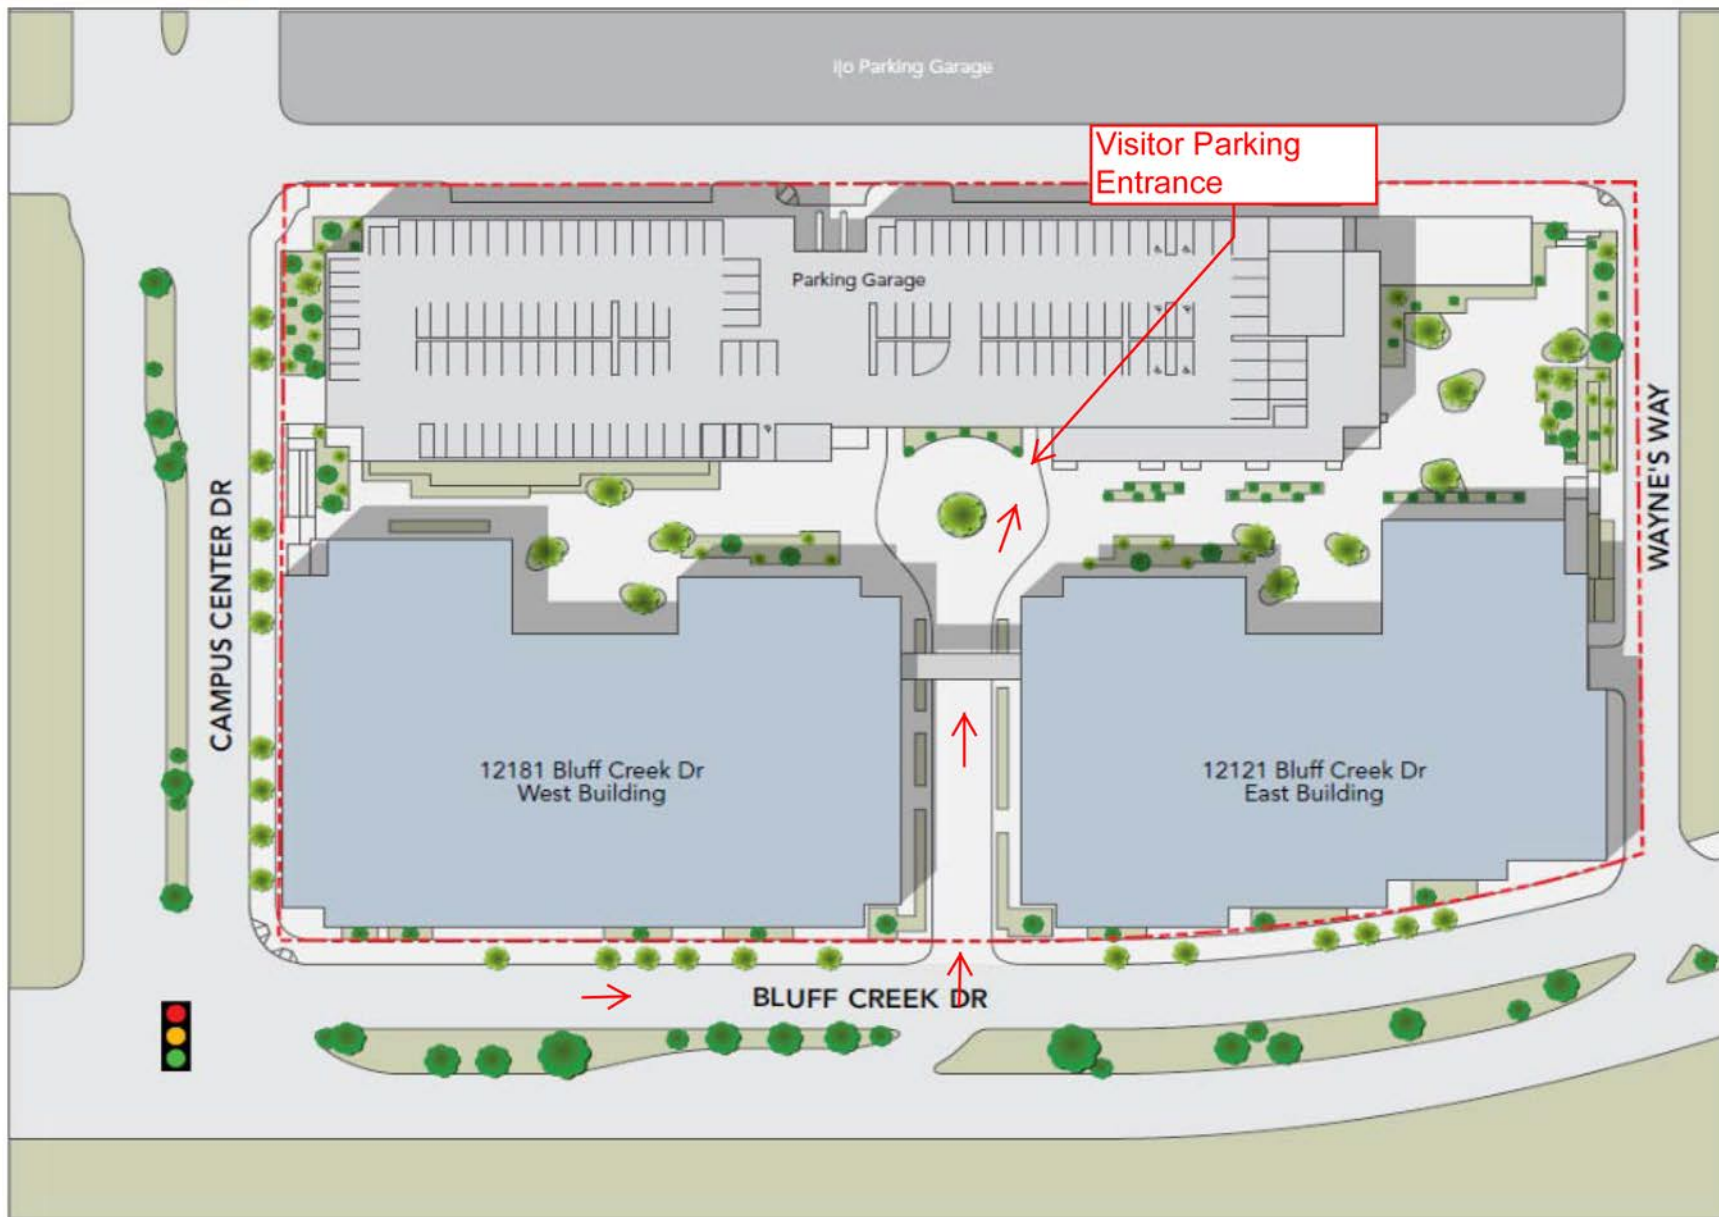 i|o Parking Garage
Visitor Parking
Entrance
Parking Garage
CAMPUS CENTER DR
WAYNE'S WAY
12181 Bluff Creek Dr
West Building
12121 Bluff Creek Dr
East Building
BLUFF CREEK DR